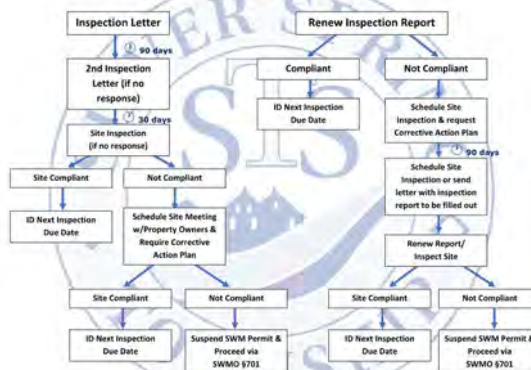 Inspection Letter
90 days
2nd Inspection
Letter (if no
response)
30 days
Site Inspection
(if no response)
Site Compliant
Not Compliant
ID Next Inspection
Due Date
Schedule Site Meeting
w/Property Owners &
Require Corrective
Action Plan
Site Compliant
Not Compliant
ID Next Inspection
Due Date
Suspend SWM Permit &
Proceed via
SWMO §701
Renew Inspection Report
Compliant
Not Compliant
ID Next Inspection
Due Date
Schedule Site
Inspection & request
Corrective Action Plan
90 days
Schedule Site
Inspection or send
letter with inspection
report to be filled out
Renew Report/
Inspect Site
Site Compliant
Not Compliant
ID Next Inspection
Due Date
Suspend SWM Permit &
Proceed via
SWMO §701
STS